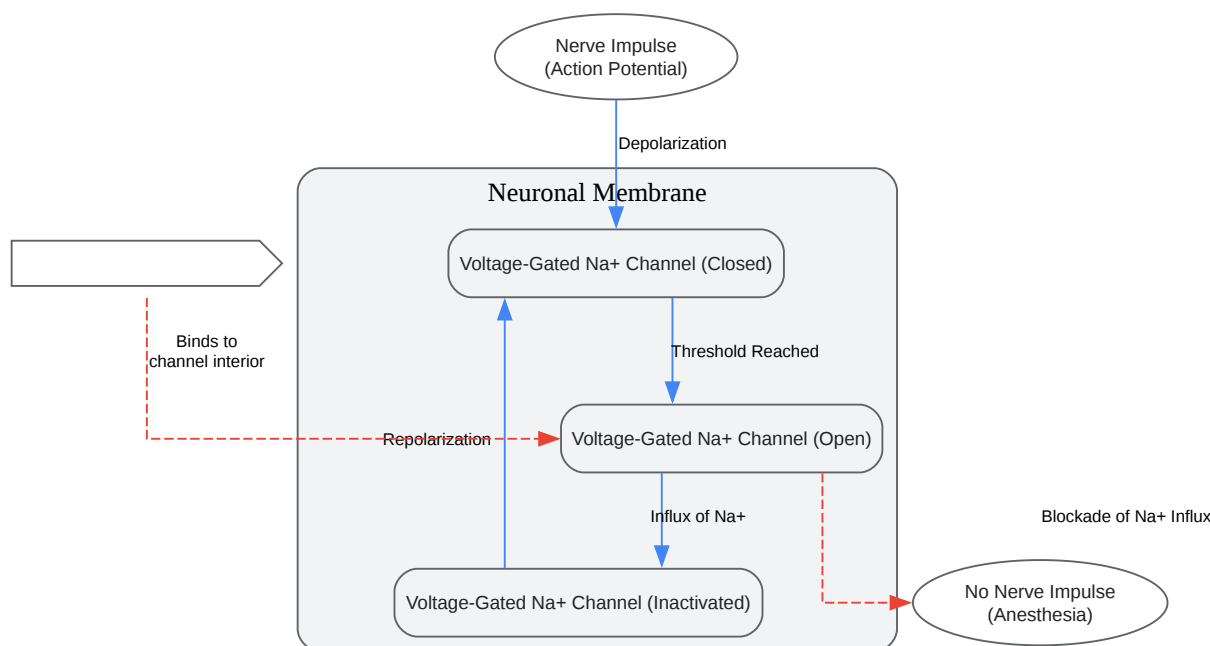 Nerve Impulse
(Action Potential)
Depolarization
Neuronal Membrane
Voltage-Gated Na+ Channel (Closed)
Binds to
channel interior
Threshold Reached
Repolarization
Voltage-Gated Na+ Channel (Open)
Influx of Na+
Blockade of Na+ Influx
Voltage-Gated Na+ Channel (Inactivated)
No Nerve Impulse
(Anesthesia)